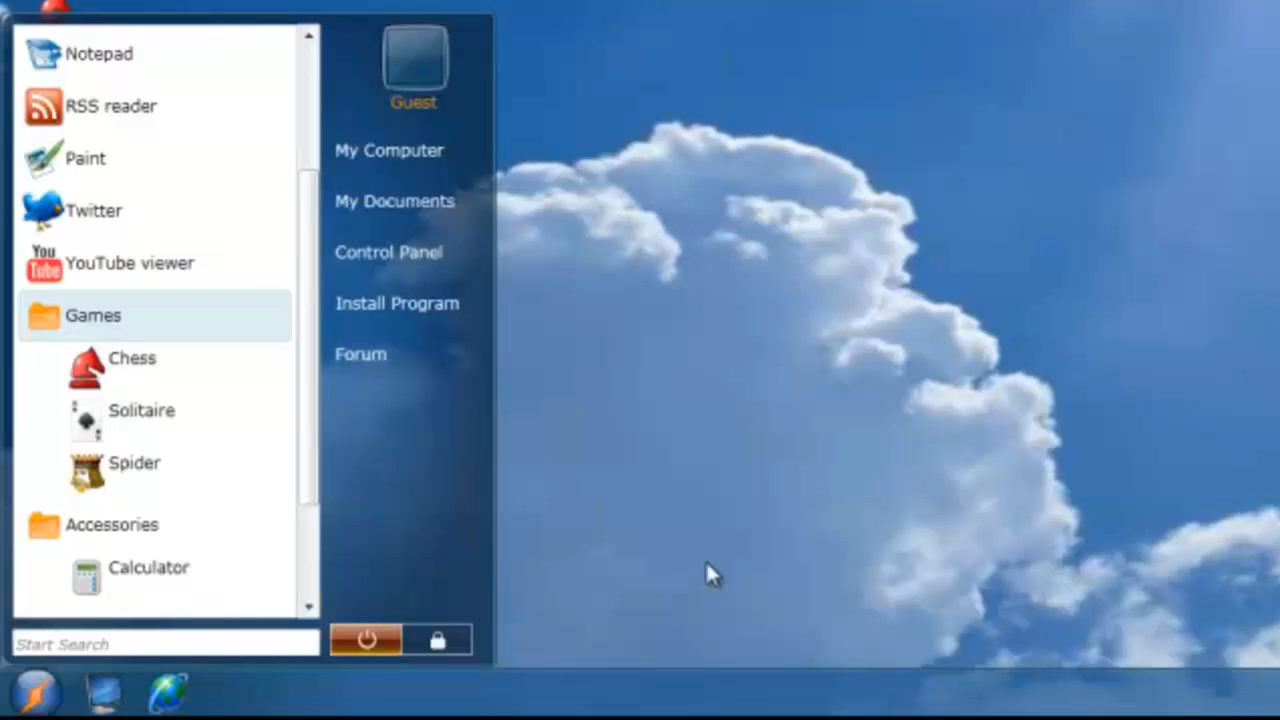 Notepad
RSS reader
Paint
Twitter
You
Tube
YouTube viewer
Games
Chess
Solitaire
Spider
Accessories
Calculator
Start Search
Guest
My Computer
My Documents
Control Panel
Install Program
Forum